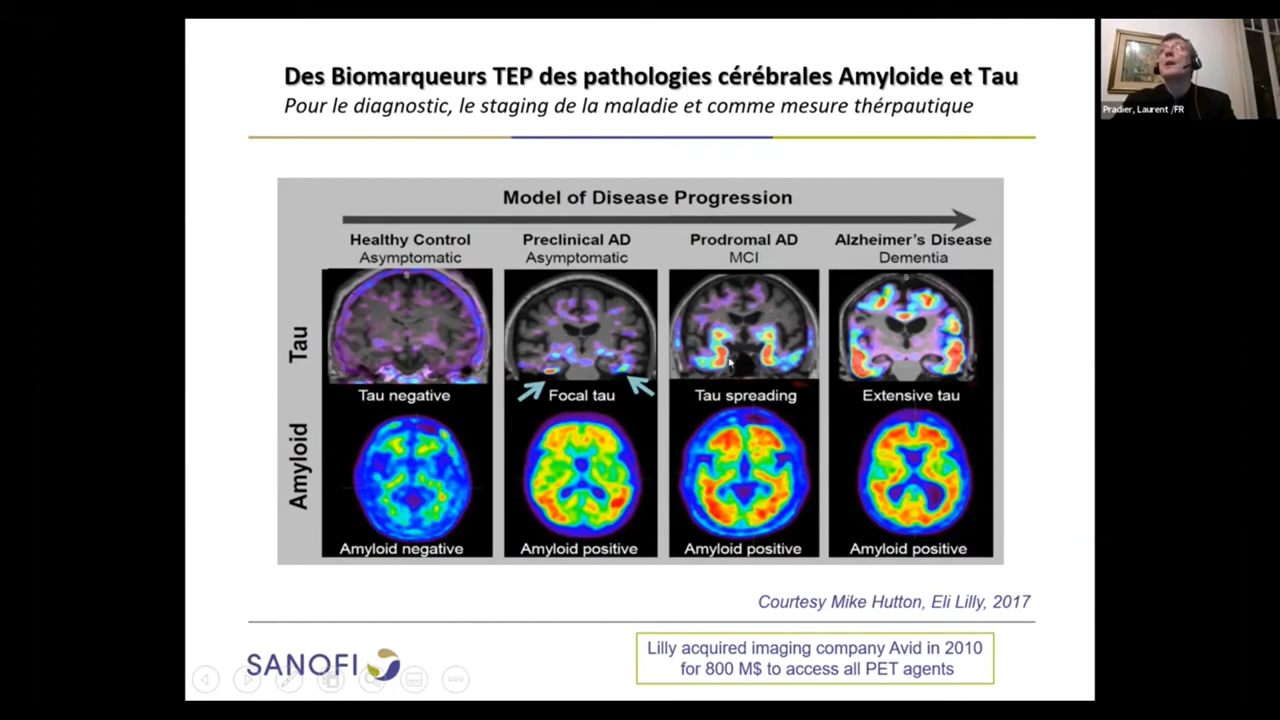 Des Biomarqueurs TEP des pathologies cérébrales Amyloide et Tau
Pour le diagnostic, le staging de la maladie et comme mesure thérpautique
Pradier, Laurent /FR
Model of Disease Progression
Healthy Control
Asymptomatic
Preclinical AD
Asymptomatic
Prodromal AD
MCI
Alzheimer's Disease
Dementia
Tau
Tau negative
Focal tau
Tau spreading
Extensive tau
Amyloid
Amyloid negative
Amyloid positive
Amyloid positive
Amyloid positive
Courtesy Mike Hutton, Eli Lilly, 2017
SANOFI
Lilly acquired imaging company Avid in 2010
for 800 M$ to access all PET agents